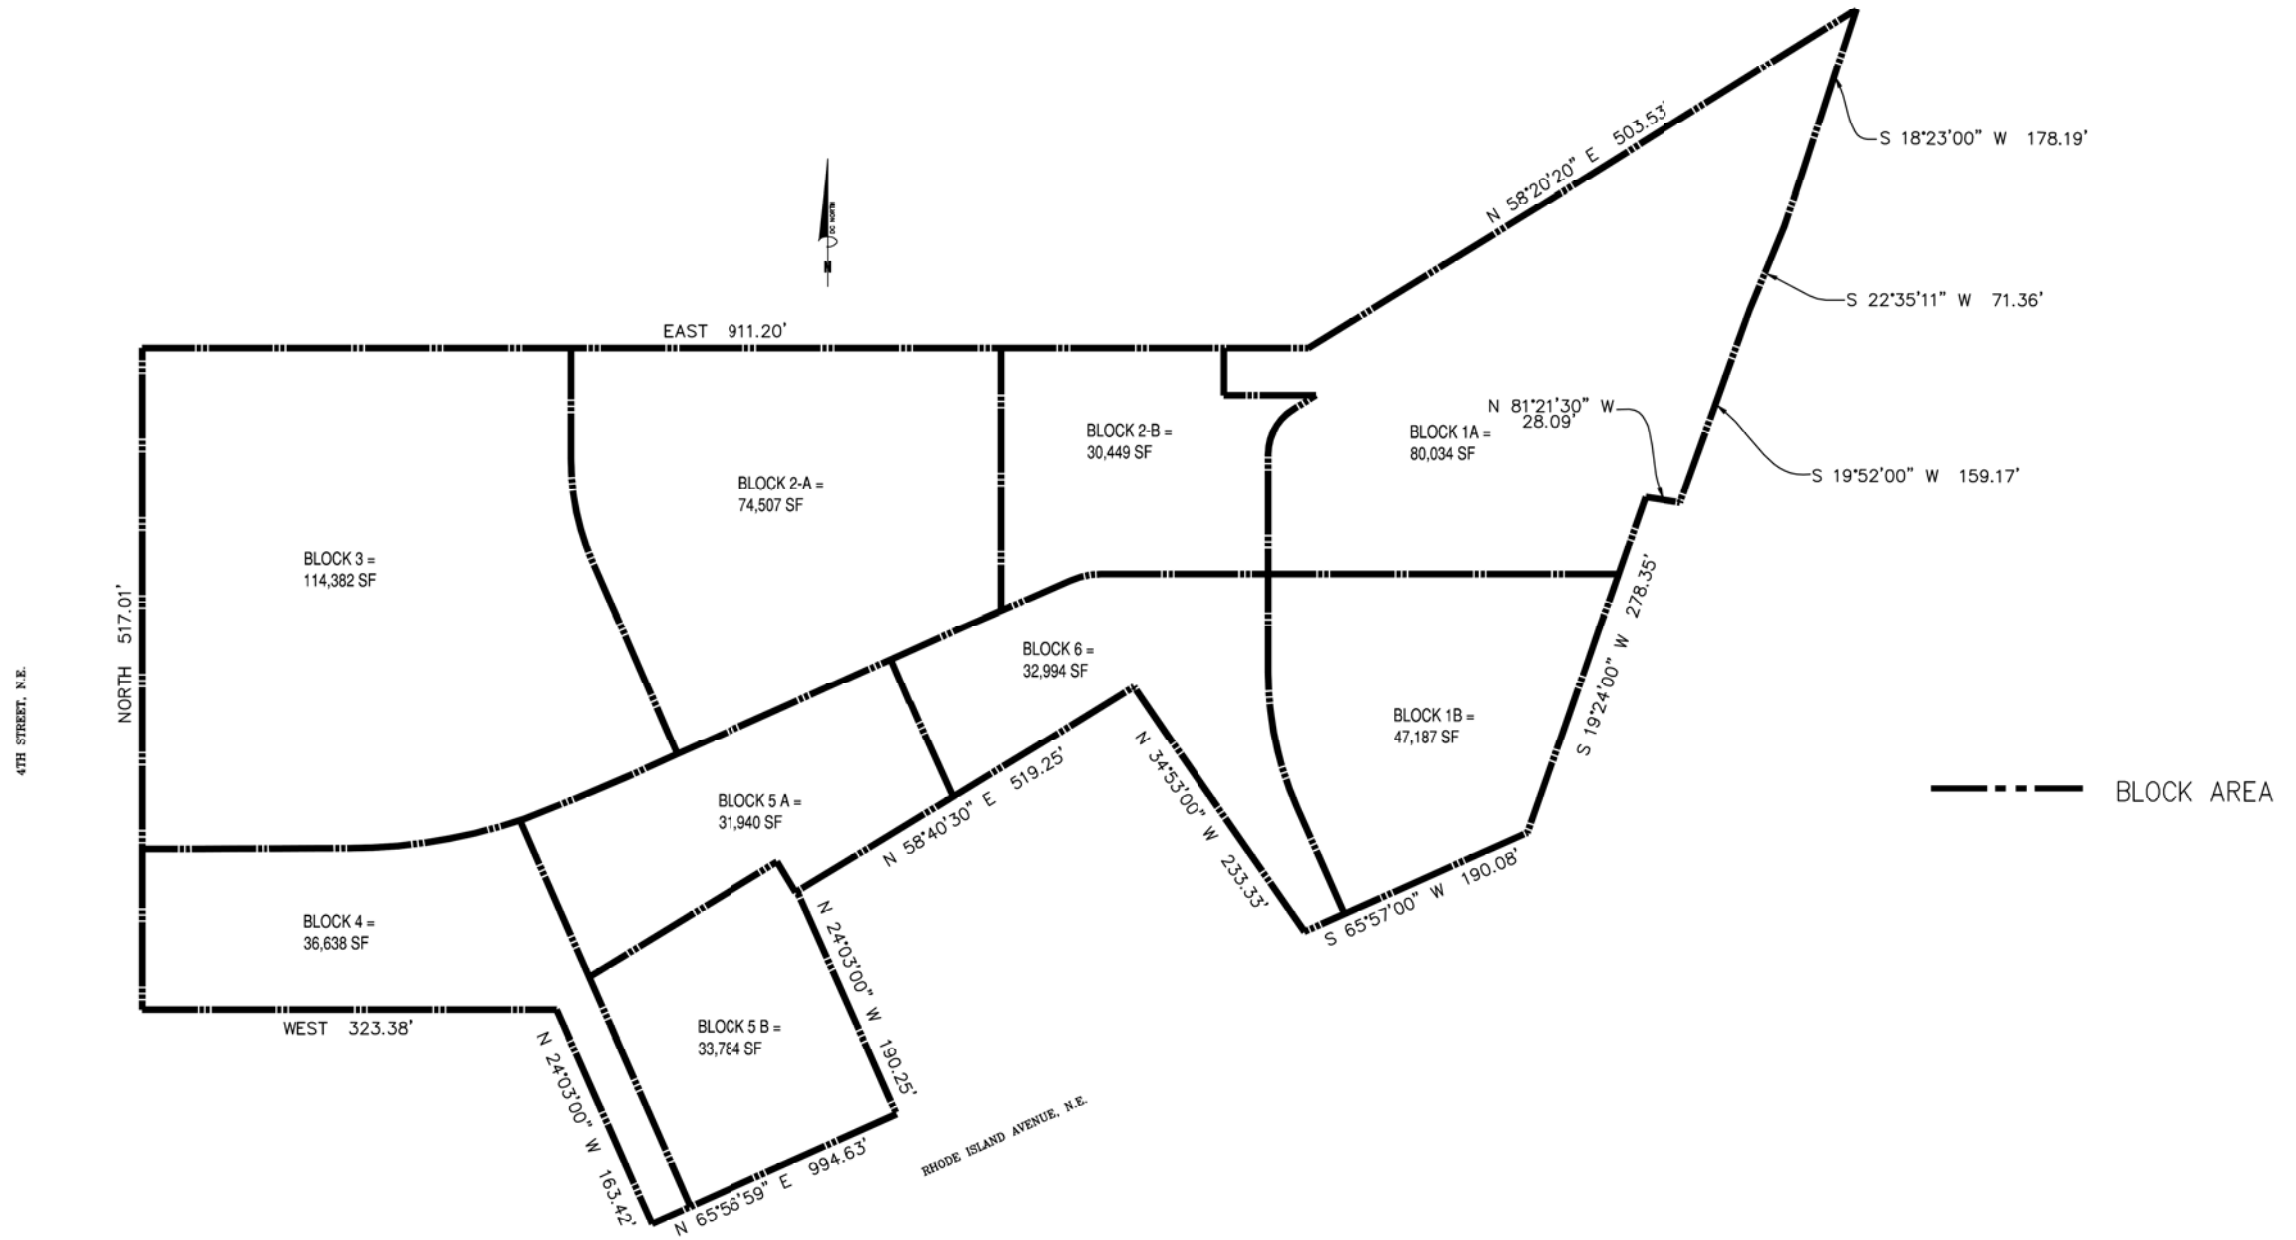 S 18°23'00" W 178.19'
N 58°20'20" E 503.53'
S 22°35'11" W 71.36'
EAST 911.20'
N 81°21'30" W
28.09'
BLOCK 2-B =
30,449 SF
BLOCK 1A =
80,034 SF
S 19°52'00" W 159.17'
BLOCK 2-A =
74,507 SF
BLOCK 3 =
114,382 SF
NORTH 517.01'
4TH STREET, N.E.
S 19°24'00" W 278.35'
BLOCK 6 =
32,994 SF
BLOCK 1B =
47,187 SF
BLOCK AREA
BLOCK 5 A =
31,940 SF
N 58°40'30" E 519.25'
N 34°53'00" W 233.33'
S 65°57'00" W 190.08'
BLOCK 4 =
36,638 SF
N 24°03'00" W 190.25'
WEST 323.38'
BLOCK 5 B =
33,784 SF
N 24°03'00" W 163.42'
N 65°56'59" E 994.63'
RHODE ISLAND AVENUE, N.E.
N